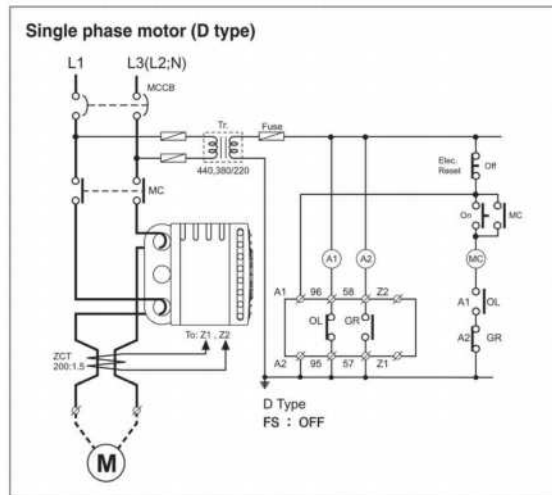 Single phase motor (D type)
L1 L3(L2;N)
MCCB
Tr.
Fuse
440,380/220
Elec.
Resel
Off
MC
On
MC
A1
A2
MC
A1 96 58 Z2
A1 OL
OL GR
To: Z1 , Z2
A2 GR
ZCT
200:1.5
A2 95 57 Z1
D Type
FS : OFF
M